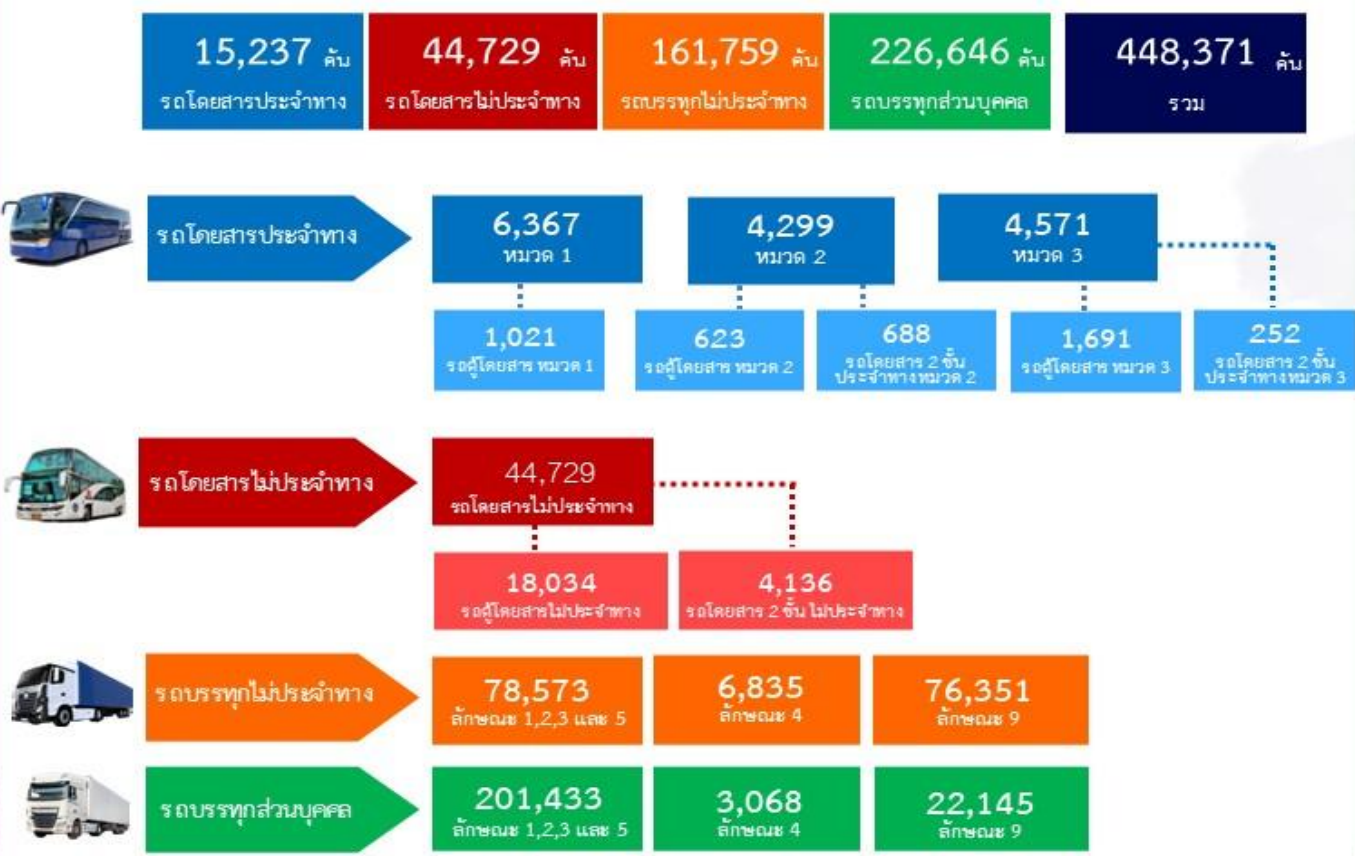 15,237 คัน
รถโดยสารประจำทาง
44,729 คัน
รถโดยสารไม่ประจำทาง
161,759 คัน
รถบรรทุกไม่ประจำทาง
226,646 คัน
รถบรรทุกส่วนบุคคล
448,371 คัน
รวม
รถโดยสารประจำทาง
6,367
หมวด 1
4,299
หมวด 2
4,571
หมวด 3
1,021
รถตู้โดยสาร หมวด 1
623
รถตู้โดยสาร หมวด 2
688
รถโดยสาร 2 ชั้น
ประจำทางหมวด 2
1,691
รถตู้โดยสาร หมวด 3
252
รถโดยสาร 2 ชั้น
ประจำทางหมวด 3
รถโดยสารไม่ประจำทาง
44,729
รถโดยสารไม่ประจำทาง
18,034
รถตู้โดยสารไม่ประจำทาง
4,136
รถโดยสาร 2 ชั้น ไม่ประจำทาง
รถบรรทุกไม่ประจำทาง
78,573
ลักษณะ 1,2,3 และ 5
6,835
ลักษณะ 4
76,351
ลักษณะ 9
รถบรรทุกส่วนบุคคล
201,433
ลักษณะ 1,2,3 และ 5
3,068
ลักษณะ 4
22,145
ลักษณะ 9